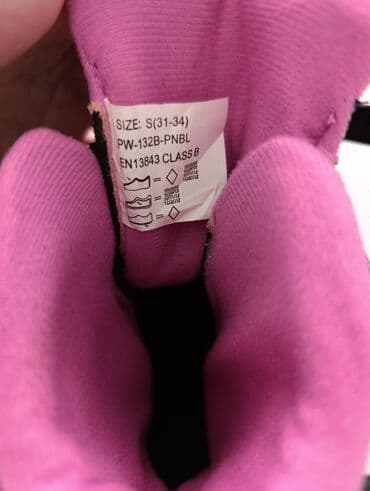 SIZE: S(31-34)
PW-132B-PNBL
EN13843 CLASS B
=
=
=